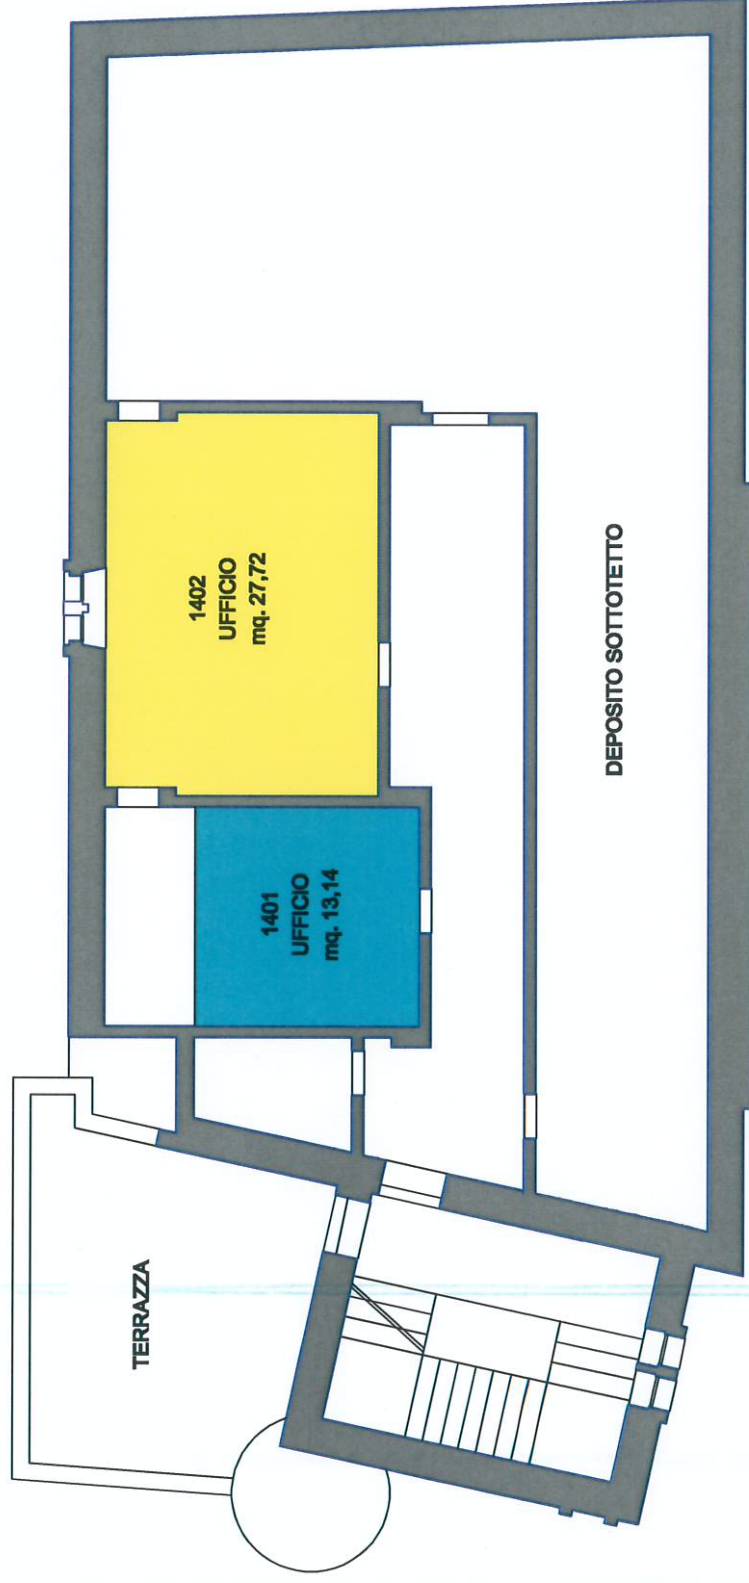 TERRAZZA
1401
UFFICIO
mq. 13,14
1402
UFFICIO
mq. 27,72
DEPOSITO SOTTOTETTO